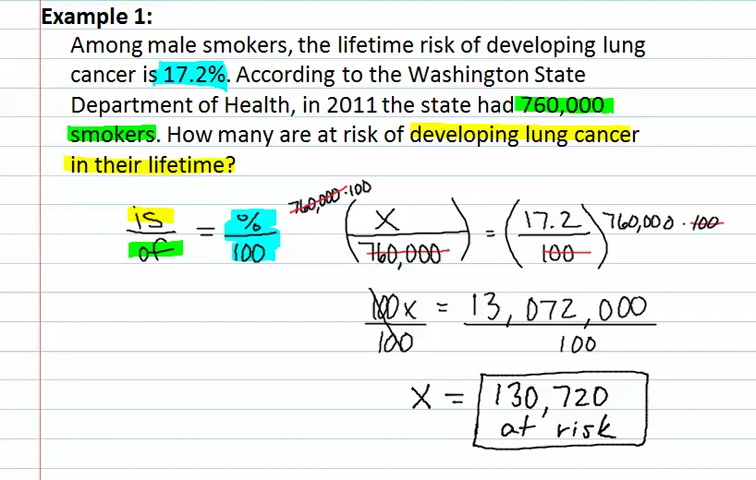 Example 1:
Among male smokers, the lifetime risk of developing lung
cancer is 17.2%. According to the Washington State
Department of Health, in 2011 the state had 760,000
smokers. How many are at risk of developing lung cancer
in their lifetime?
is/of = %/100
760,000·100 (X/760,000) = (17.2/100) 760,000·100
100x/100 = 13,072,000/100
X = 130,720
at risk